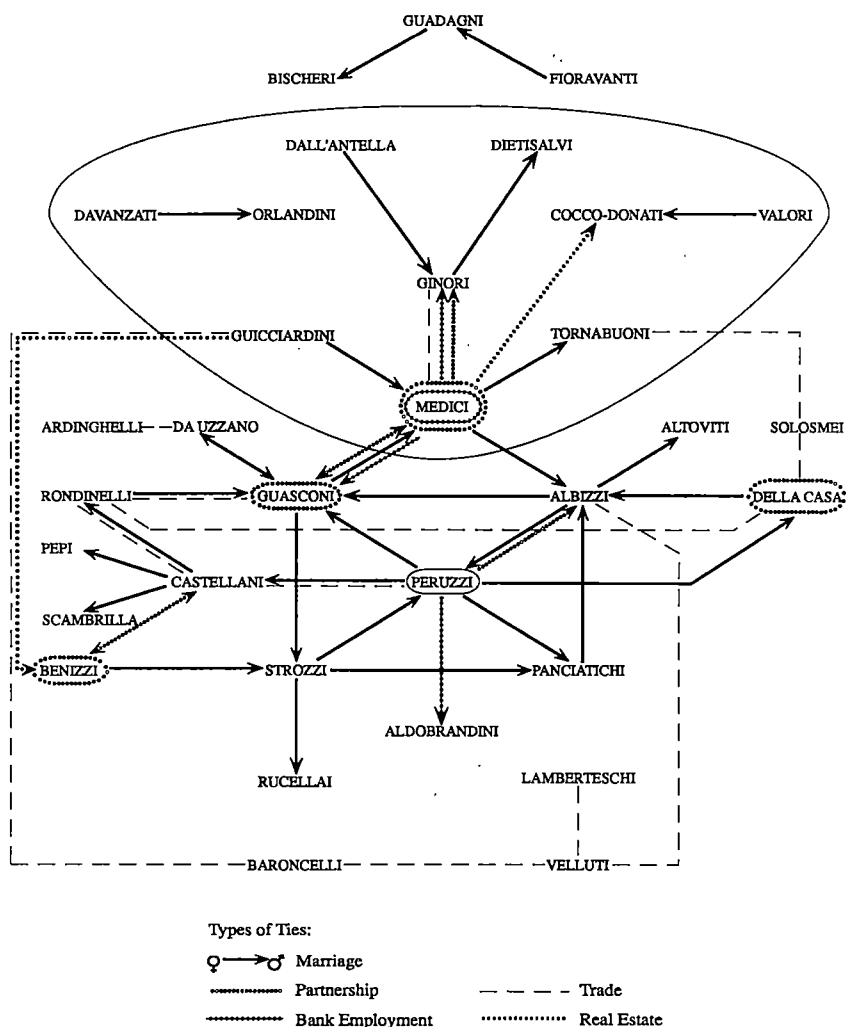 GUADAGNI
BISCHERI FIORAVANTI
DALL'ANTELLA DIETISALVI
DAVANZATI ORLANDINI COCCO-DONATI VALORI
GINORI
GUICCIARDINI TORNABUONI
MEDICI
ARDINGHELLI DA UZZANO ALTOVITI SOLOSMEI
RONDINELLI GUASCONI ALBIZZI DELLA CASA
PEPI
CASTELLANI PERUZZI
SCAMBRILLA
BENIZZI STROZZI PANCIATICHI
ALDOBRANDINI
RUCELLAI LAMBERTESCHI
BARONCELLI VELLUTI
Types of Ties:
♀ ♂ Marriage
Partnership Trade
Bank Employment Real Estate